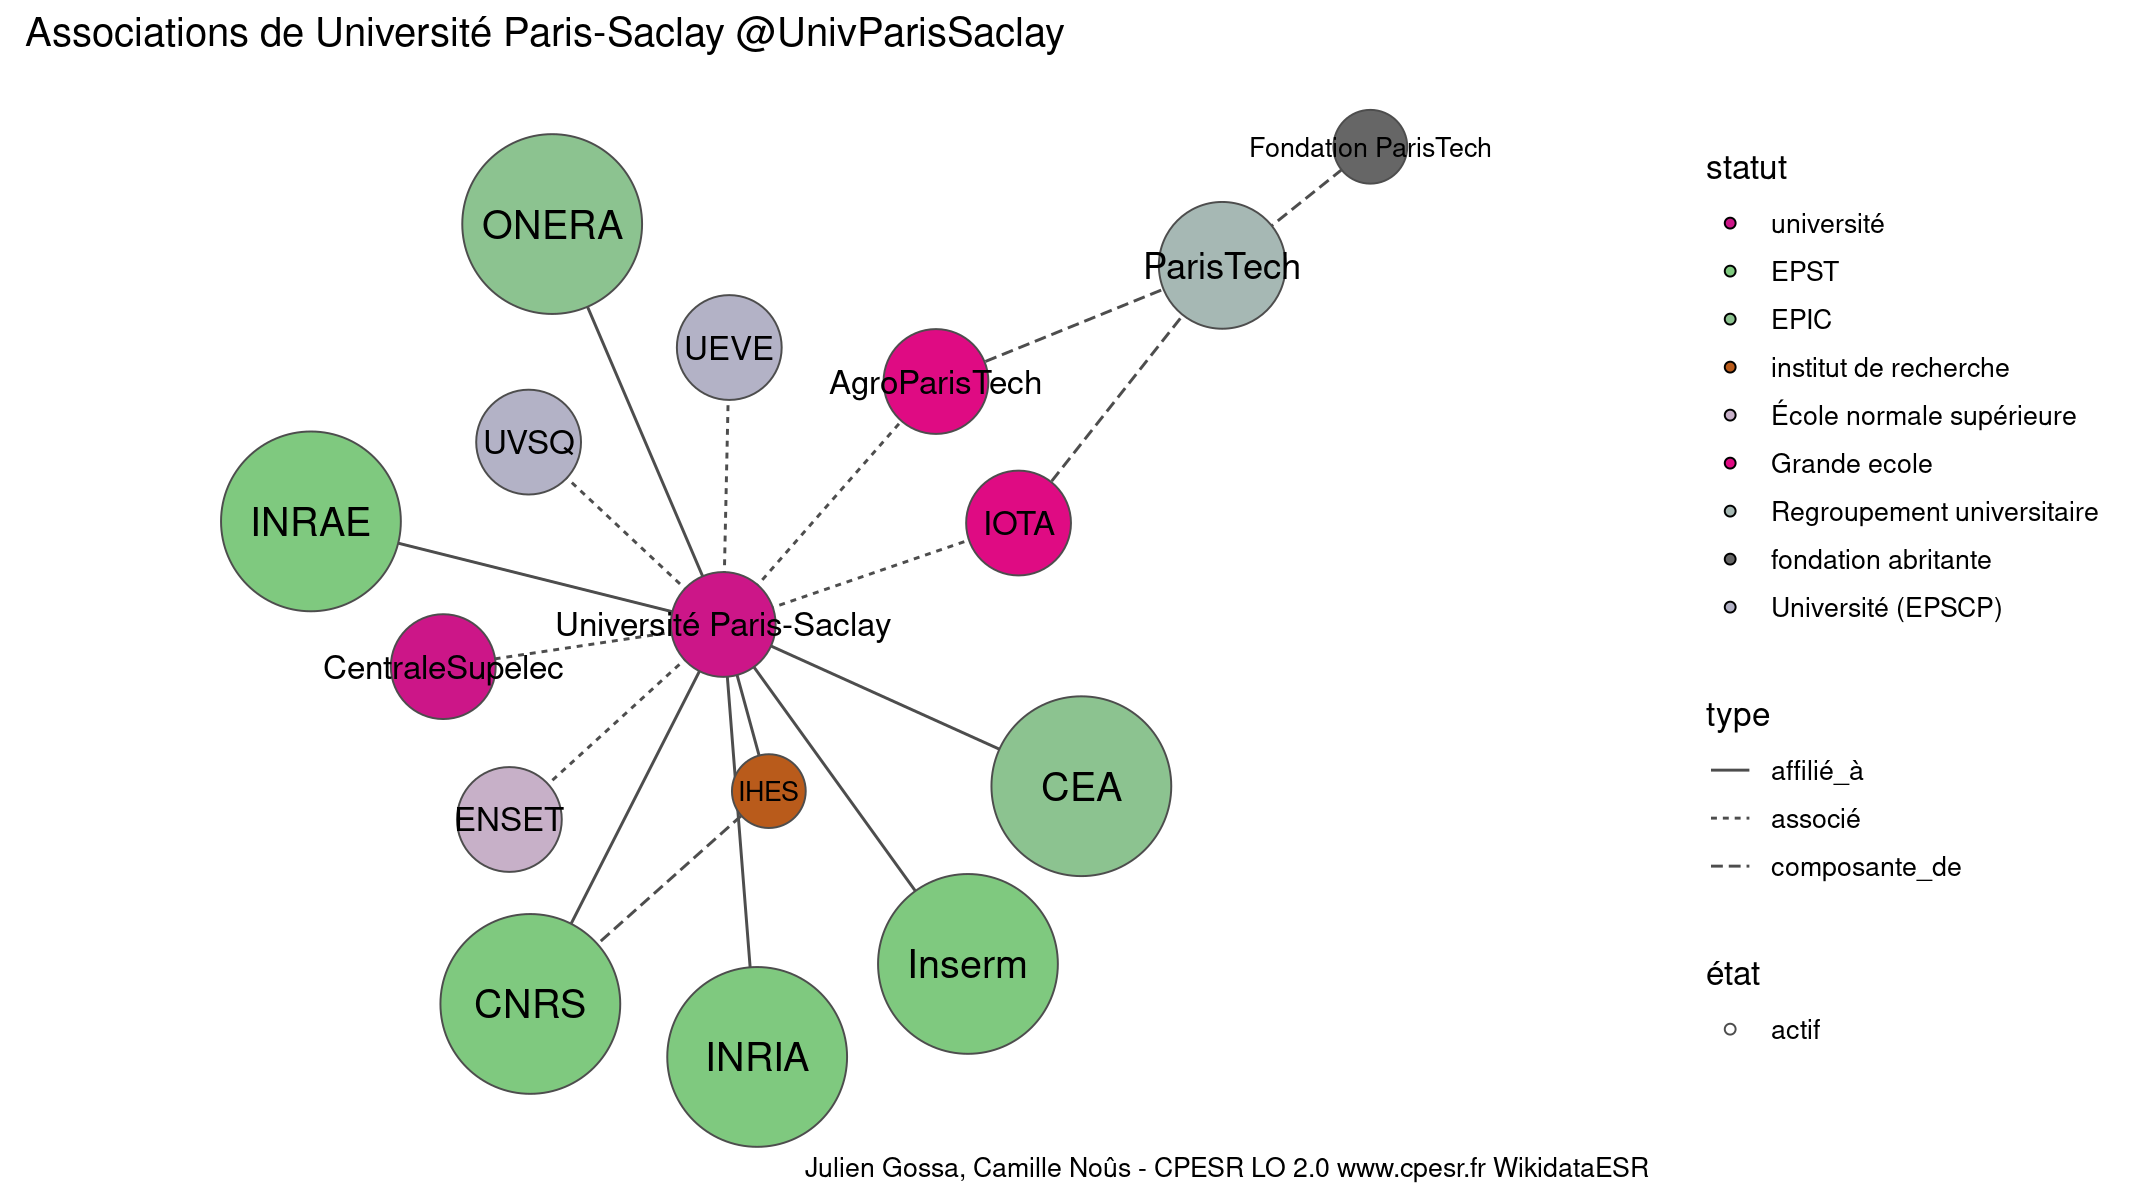 Associations de Université Paris-Saclay @UnivParisSaclay
Fondation ParisTech
ONERA
ParisTech
UEVE
AgroParisTech
UVSQ
INRAE
IOTA
Université Paris-Saclay
CentraleSupelec
CEA
IHES
ENSET
Inserm
CNRS
INRIA
statut
université
EPST
EPIC
institut de recherche
École normale supérieure
Grande ecole
Regroupement universitaire
fondation abritante
Université (EPSCP)
type
affilié_à
associé
composante_de
état
actif
Julien Gossa, Camille Noûs - CPESR LO 2.0 www.cpesr.fr WikidataESR